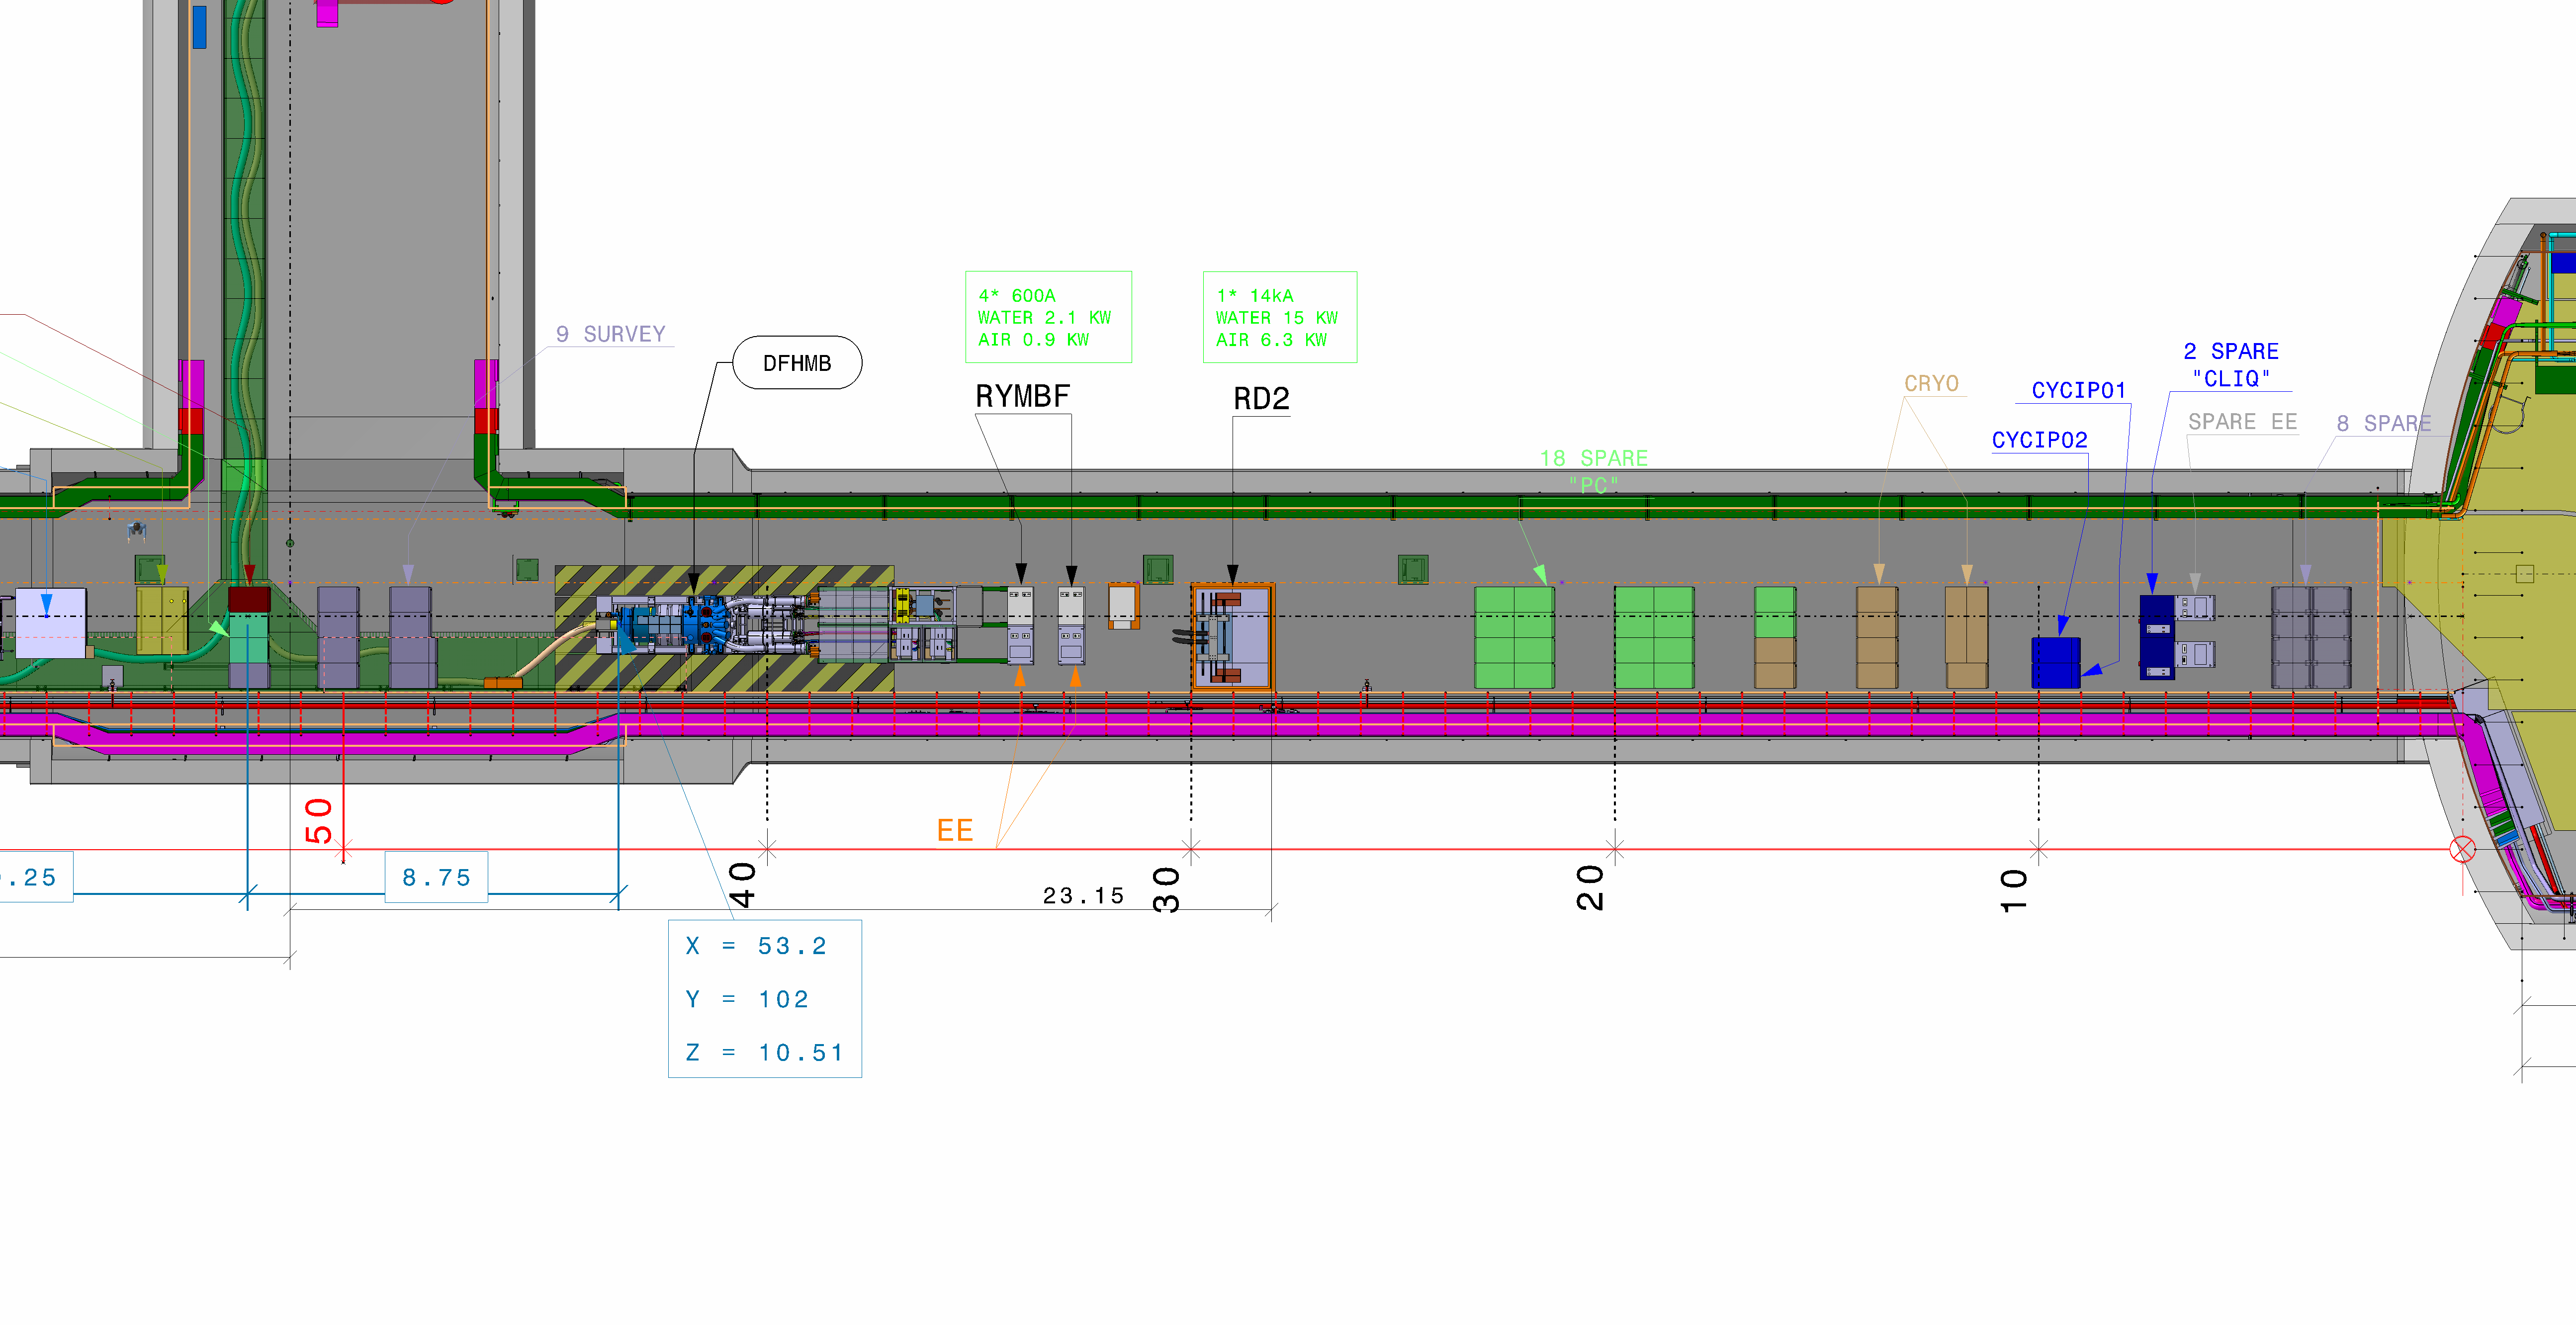 4* 600A
WATER 2.1 KW
AIR 0.9 KW
1* 14kA
WATER 15 KW
AIR 6.3 KW
9 SURVEY
DFHMB
RYMBF
RD2
18 SPARE
"PC"
CRYO
CYCIP01
CYCIP02
2 SPARE
"CLIQ"
SPARE EE
8 SPARE
50
EE
40
30
20
10
.25
8.75
23.15
X = 53.2
Y = 102
Z = 10.51